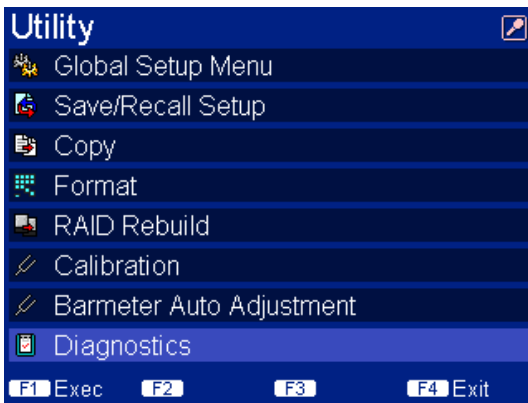 Utility
Global Setup Menu
Save/Recall Setup
Copy
Format
RAID Rebuild
Calibration
Barmeter Auto Adjustment
Diagnostics
F1 Exec F2 F3 F4 Exit